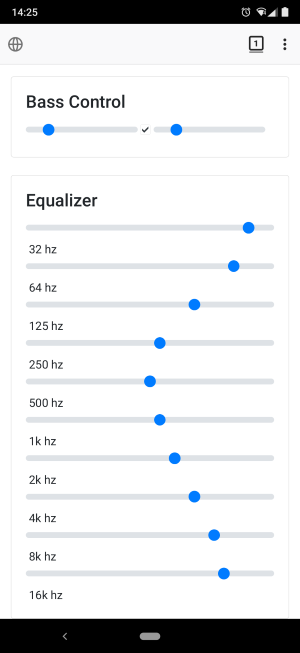 14:25
1
Bass Control
Equalizer
32 hz
64 hz
125 hz
250 hz
500 hz
1k hz
2k hz
4k hz
8k hz
16k hz